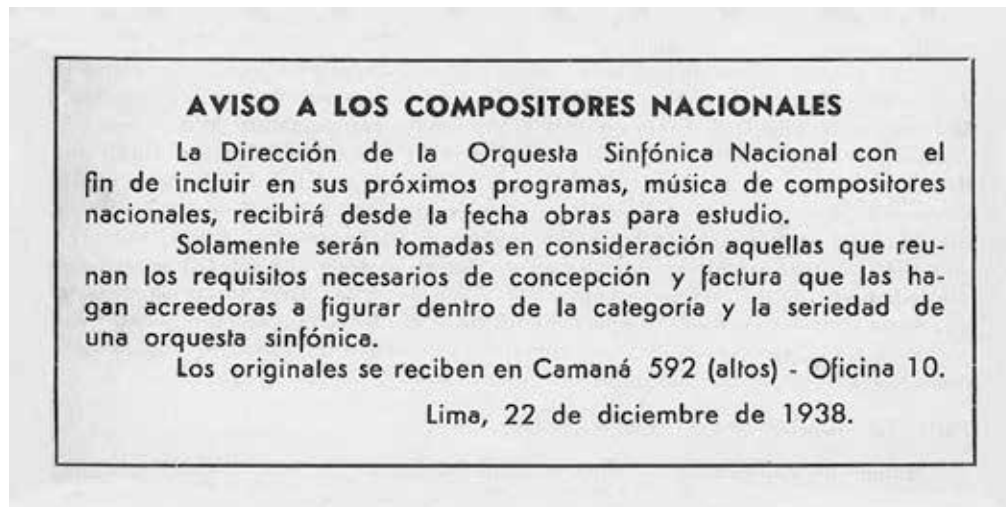 AVISO A LOS COMPOSITORES NACIONALES
La Dirección de la Orquesta Sinfónica Nacional con el
fin de incluir en sus próximos programas, música de compositores
nacionales, recibirá desde la fecha obras para estudio.
Solamente serán tomadas en consideración aquellas que reu-
nan los requisitos necesarios de concepción y factura que las ha-
gan acreedoras a figurar dentro de la categoría y la seriedad de
una orquesta sinfónica.
Los originales se reciben en Camaná 592 (altos) - Oficina 10.
Lima, 22 de diciembre de 1938.